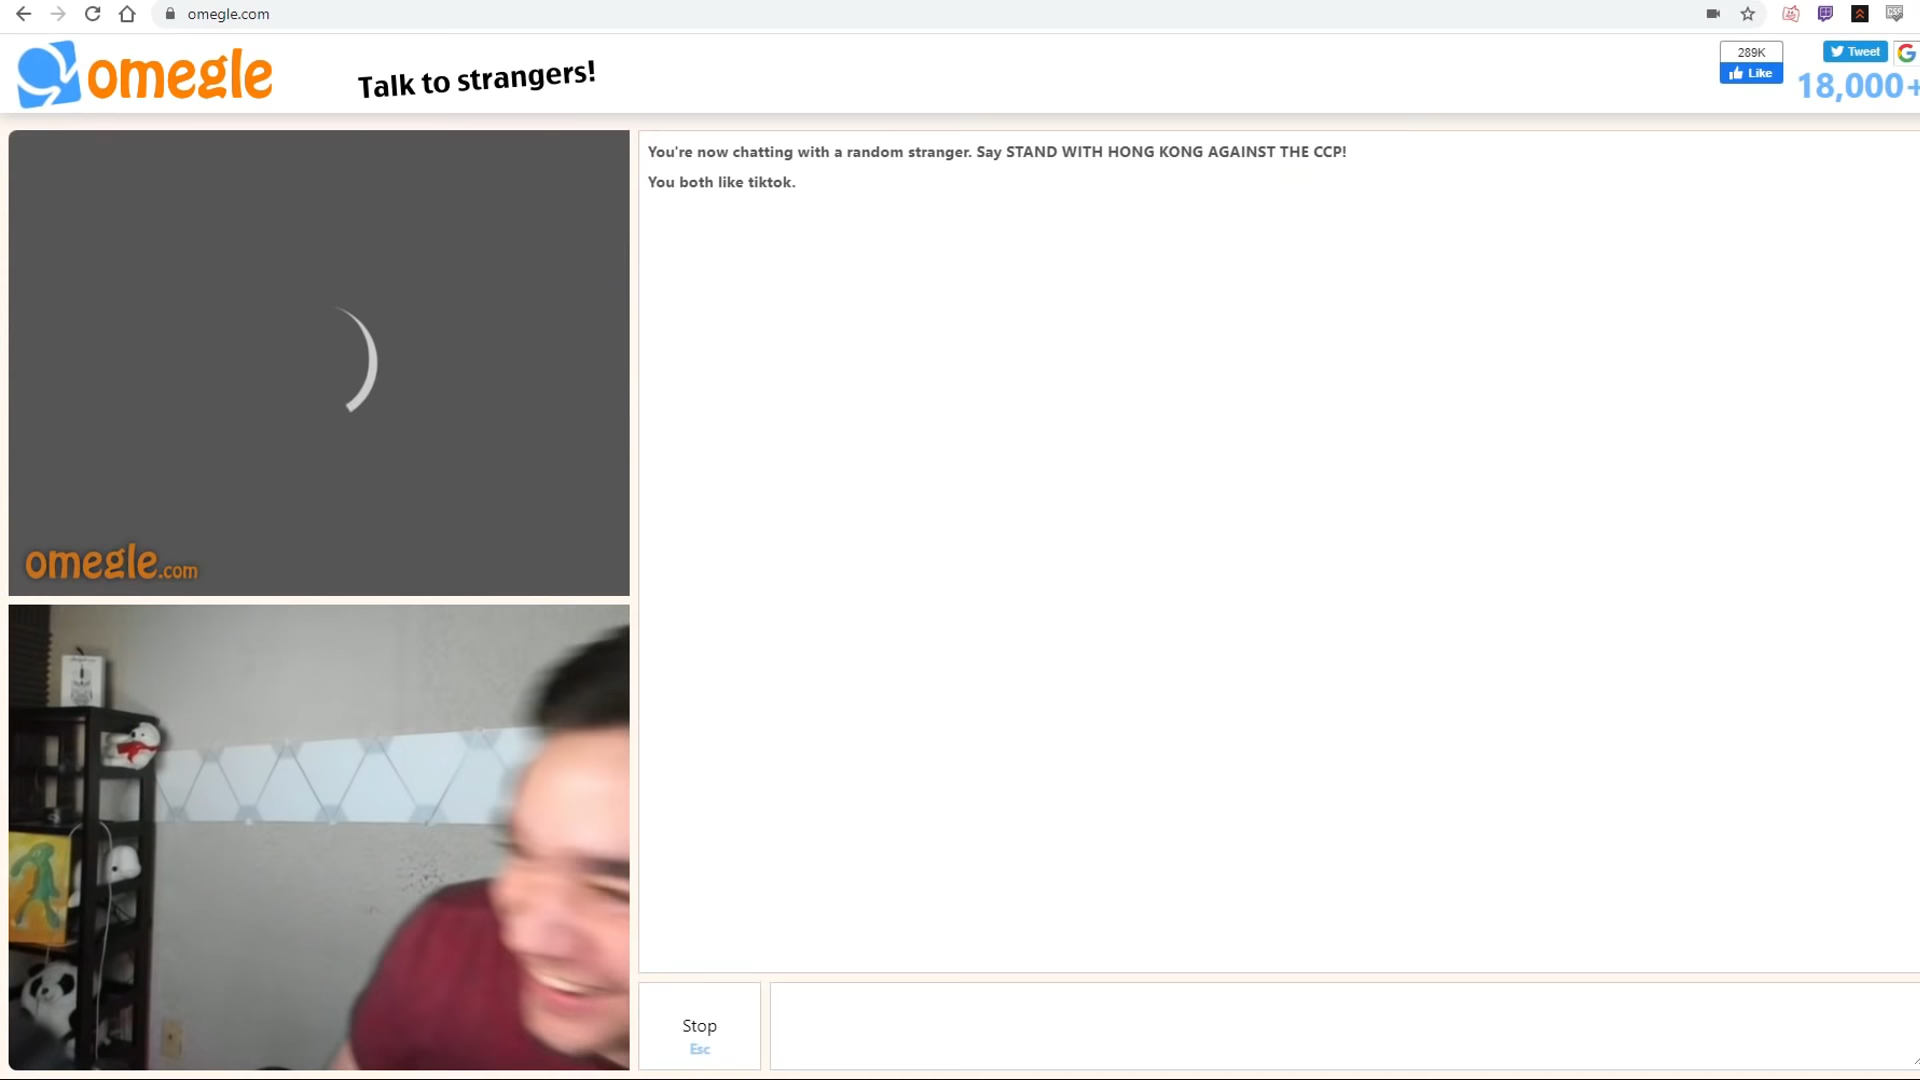 omegle.com
omegle
Talk to strangers!
289K
Like
Tweet
18,000+
You're now chatting with a random stranger. Say STAND WITH HONG KONG AGAINST THE CCP!
You both like tiktok.
omegle.com
Stop
Esc